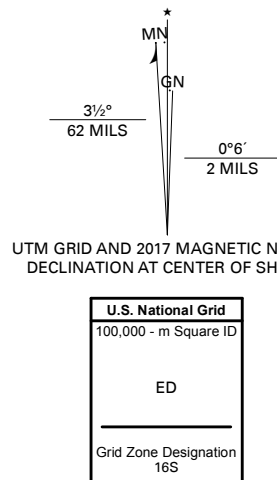 ★
MN
GN
3½°
62 MILS
0°6´
2 MILS
UTM GRID AND 2017 MAGNETIC N
DECLINATION AT CENTER OF SH
U.S. National Grid
100,000 - m Square ID
ED
Grid Zone Designation
16S